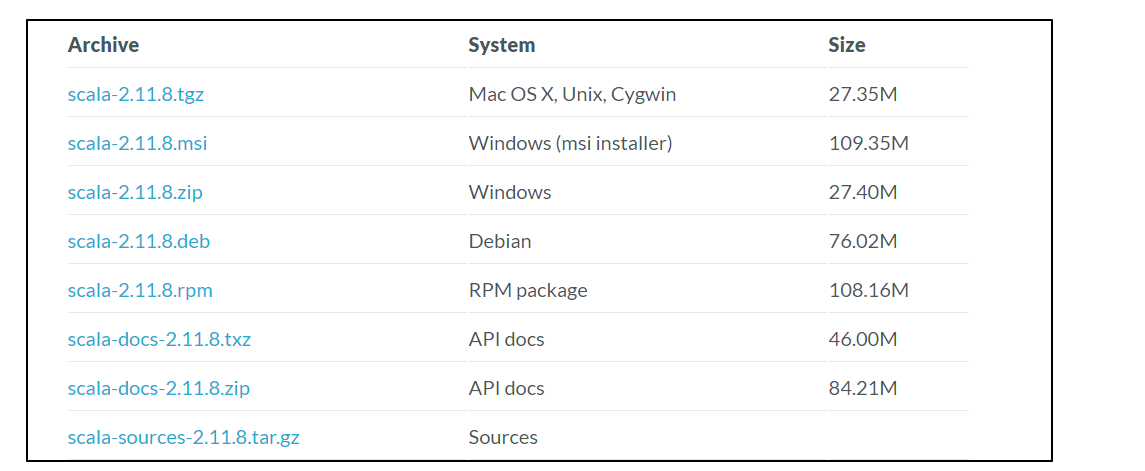 Archive System Size
scala-2.11.8.tgz Mac OS X, Unix, Cygwin 27.35M
scala-2.11.8.msi Windows (msi installer) 109.35M
scala-2.11.8.zip Windows 27.40M
scala-2.11.8.deb Debian 76.02M
scala-2.11.8.rpm RPM package 108.16M
scala-docs-2.11.8.txz API docs 46.00M
scala-docs-2.11.8.zip API docs 84.21M
scala-sources-2.11.8.tar.gz Sources